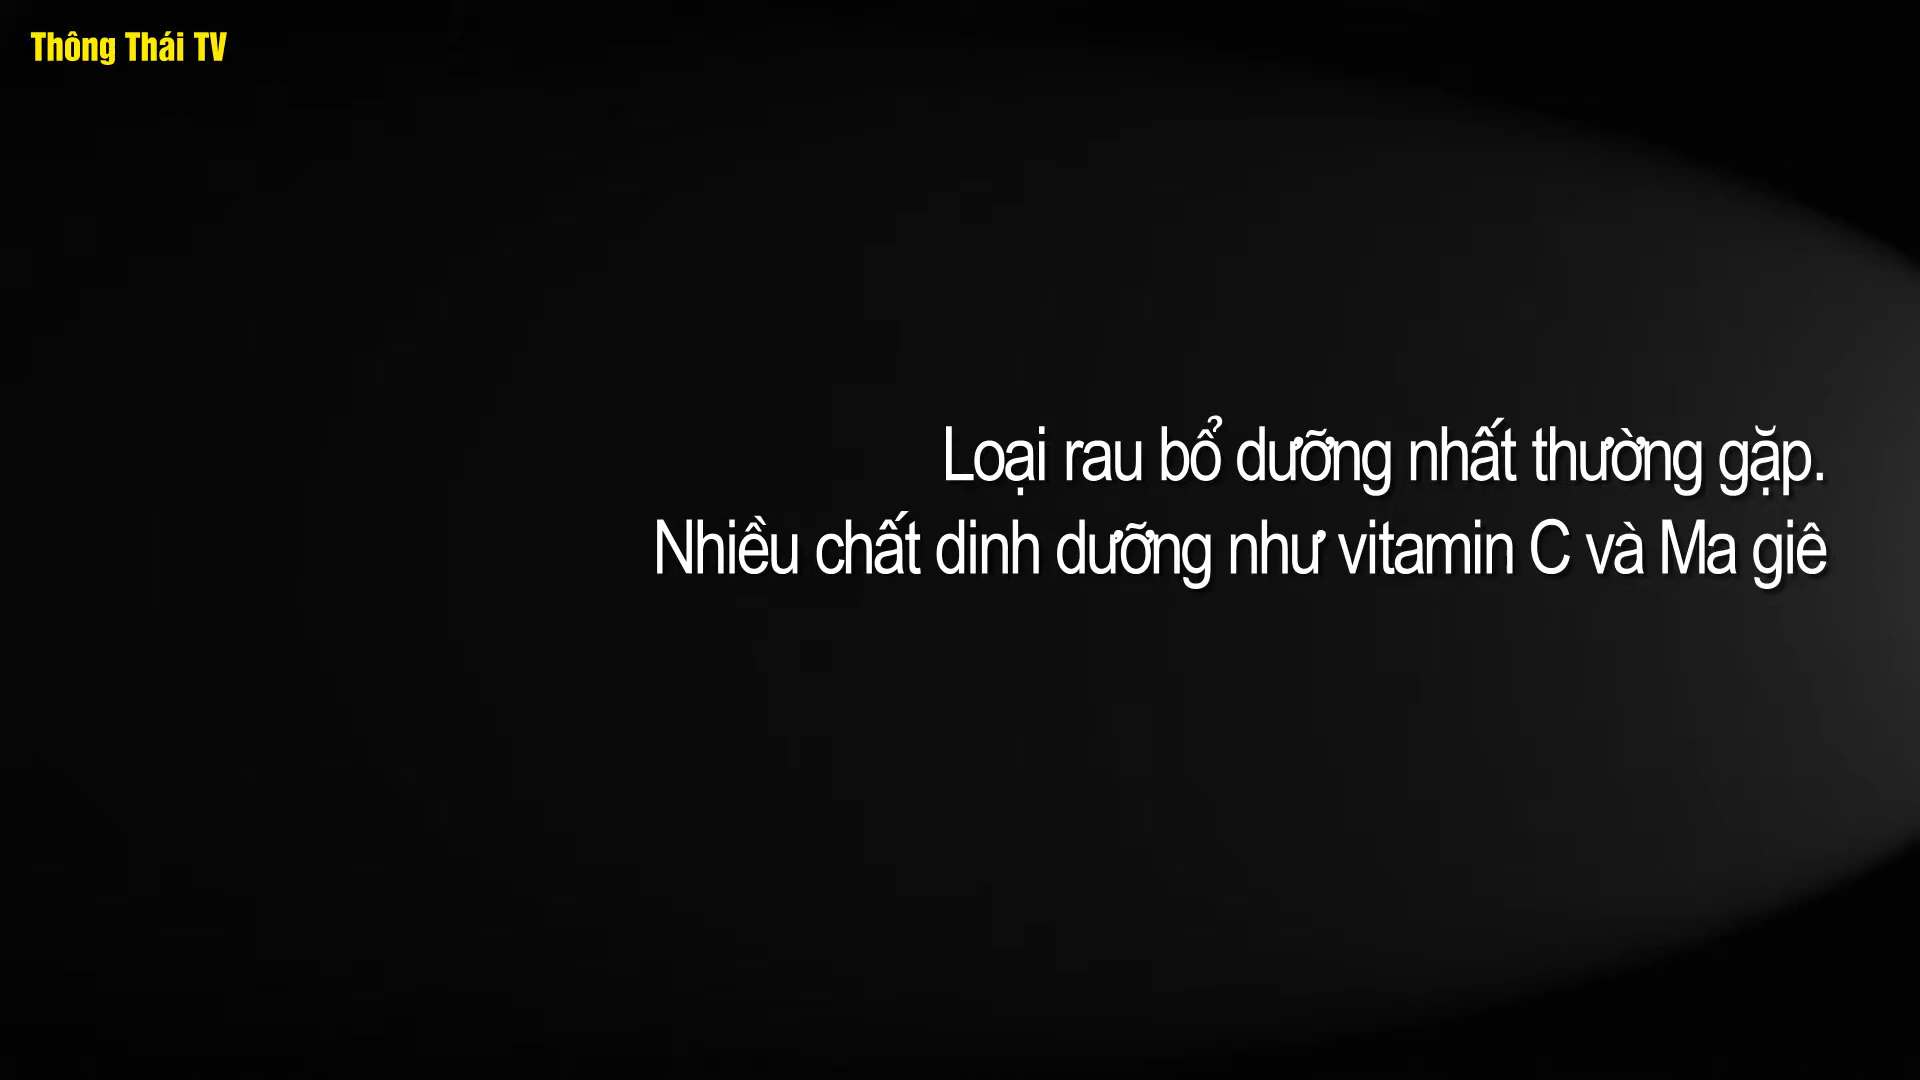 Thông Thái TV
Loại rau bổ dưỡng nhất thường gặp.
Nhiều chất dinh dưỡng như vitamin C và Ma giê